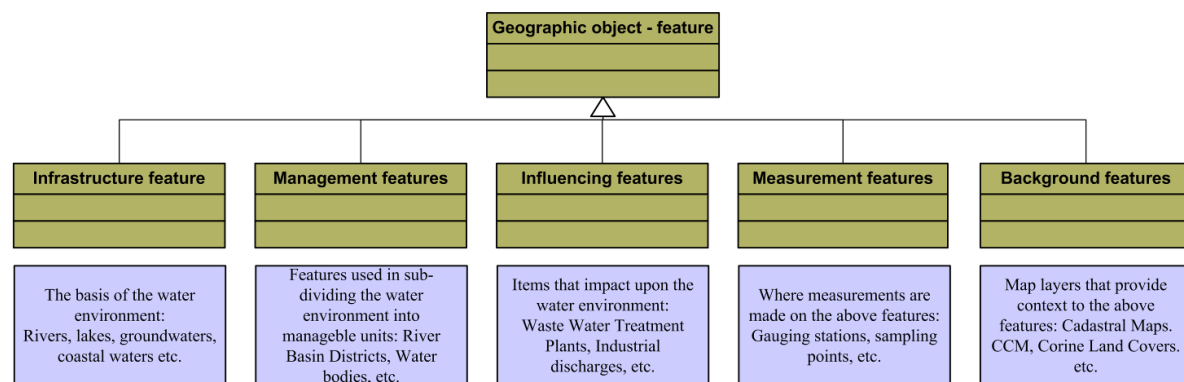 Geographic object - feature
Infrastructure feature
Management features
Influencing features
Measurement features
Background features
The basis of the water
environment:
Rivers, lakes, groundwaters,
coastal waters etc.
Features used in sub-
dividing the water
environment into
manageble units: River
Basin Districts, Water
bodies, etc.
Items that impact upon the
water environment:
Waste Water Treatment
Plants, Industrial
discharges, etc.
Where measurements are
made on the above features:
Gauging stations, sampling
points, etc.
Map layers that provide
context to the above
features: Cadastral Maps.
CCM, Corine Land Covers.
etc.